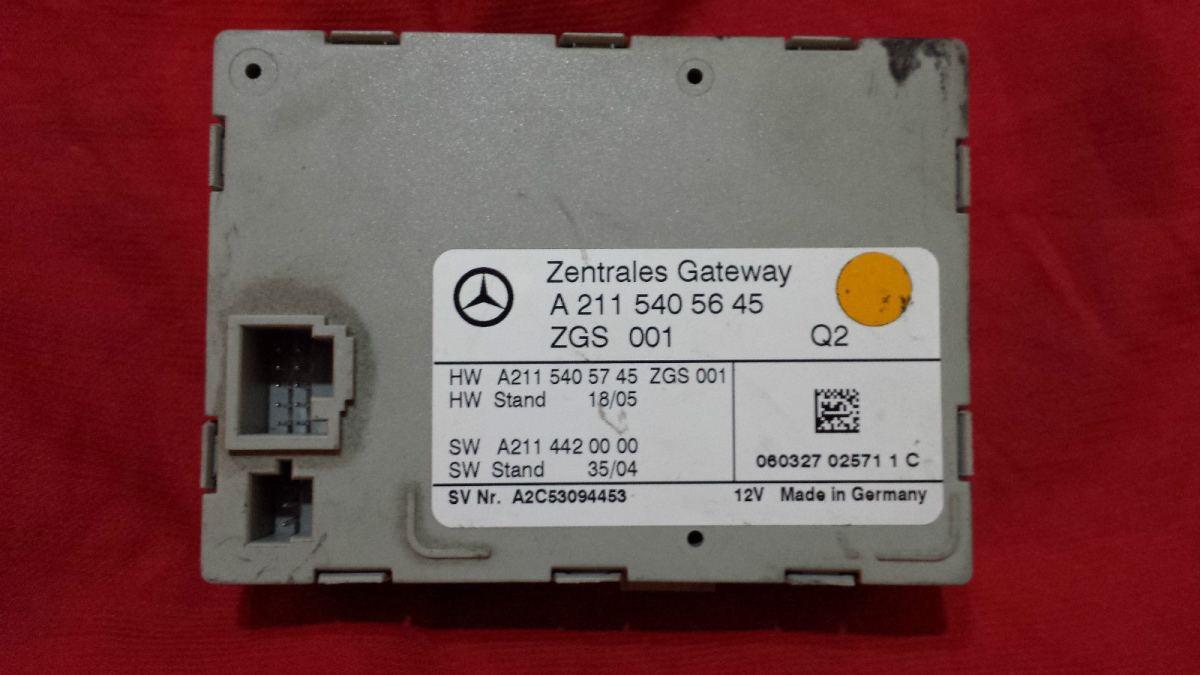 Zentrales Gateway
A 211 540 56 45
ZGS 001 Q2
HW A211 540 57 45 ZGS 001
HW Stand 18/05
SW A211 442 00 00
SW Stand 35/04
060327 02571 1 C
SV Nr. A2C53094453 12V Made in Germany